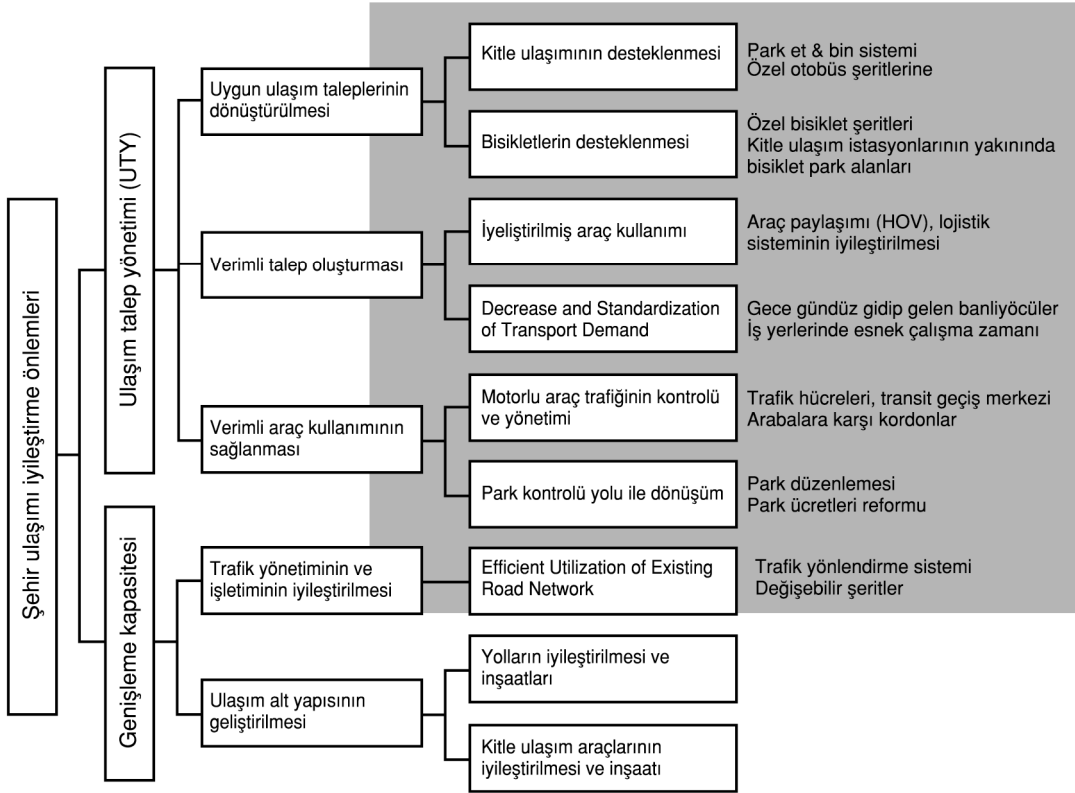 Şehir ulaşımı iyileştirme önlemleri
Ulaşım talep yönetimi (UTY)
Uygun ulaşım taleplerinin
dönüştürülmesi
Kitle ulaşımının desteklenmesi
Park et & bin sistemi
Özel otobüs şeritlerine
Bisikletlerin desteklenmesi
Özel bisiklet şeritleri
Kitle ulaşım istasyonlarının yakınında
bisiklet park alanları
Verimli talep oluşturması
İyeliştirilmiş araç kullanımı
Araç paylaşımı (HOV), lojistik
sisteminin iyileştirilmesi
Decrease and Standardization
of Transport Demand
Gece gündüz gidip gelen banliyöcüler
İş yerlerinde esnek çalışma zamanı
Verimli araç kullanımının
sağlanması
Motorlu araç trafiğinin kontrolü
ve yönetimi
Trafik hücreleri, transit geçiş merkezi
Arabalara karşı kordonlar
Park kontrolü yolu ile dönüşüm
Park düzenlemesi
Park ücretleri reformu
Genişleme kapasitesi
Trafik yönetiminin ve
işletiminin iyileştirilmesi
Efficient Utilization of Existing
Road Network
Trafik yönlendirme sistemi
Değişebilir şeritler
Ulaşım alt yapısının
geliştirilmesi
Yolların iyileştirilmesi ve
inşaatları
Kitle ulaşım araçlarının
iyileştirilmesi ve inşaatı